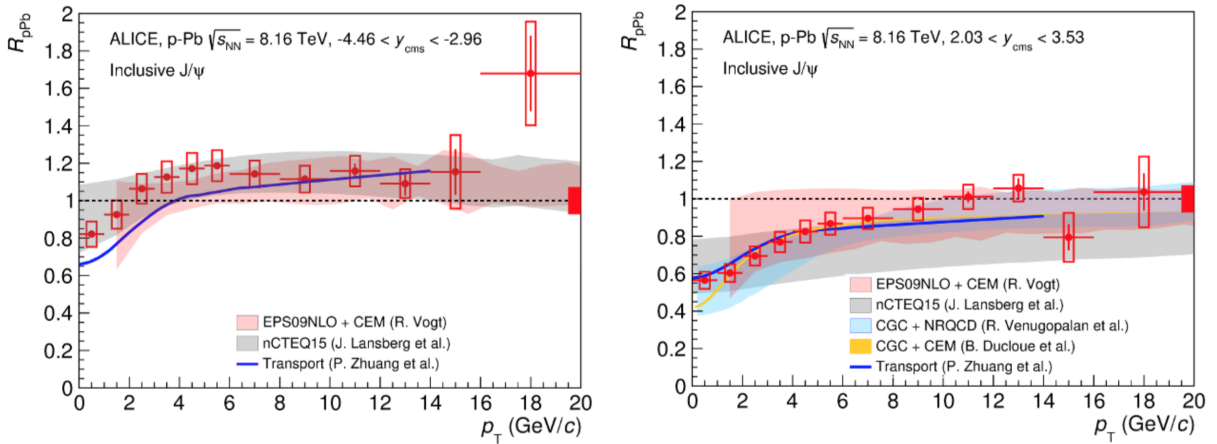 R_pPb
2
1.8
1.6
1.4
1.2
1
0.8
0.6
0.4
0.2
0
ALICE, p-Pb √s_NN = 8.16 TeV, -4.46 < y_cms < -2.96
Inclusive J/ψ
EPS09NLO + CEM (R. Vogt)
nCTEQ15 (J. Lansberg et al.)
Transport (P. Zhuang et al.)
0 2 4 6 8 10 12 14 16 18 20
p_T (GeV/c)
R_pPb
2
1.8
1.6
1.4
1.2
1
0.8
0.6
0.4
0.2
0
ALICE, p-Pb √s_NN = 8.16 TeV, 2.03 < y_cms < 3.53
Inclusive J/ψ
EPS09NLO + CEM (R. Vogt)
nCTEQ15 (J. Lansberg et al.)
CGC + NRQCD (R. Venugopalan et al.)
CGC + CEM (B. Ducloue et al.)
Transport (P. Zhuang et al.)
0 2 4 6 8 10 12 14 16 18 20
p_T (GeV/c)